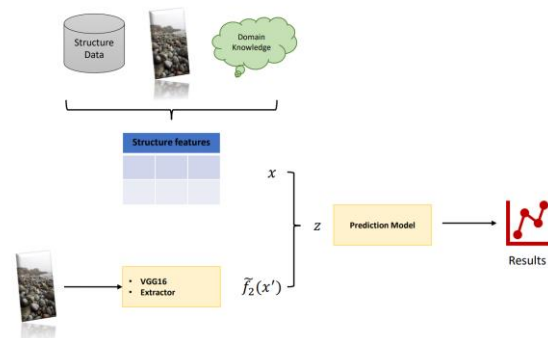 Structure
Data
Domain
Knowledge
Structure features
x
z
Prediction Model
Results
• VGG16
• Extractor
f̃₂(x′)